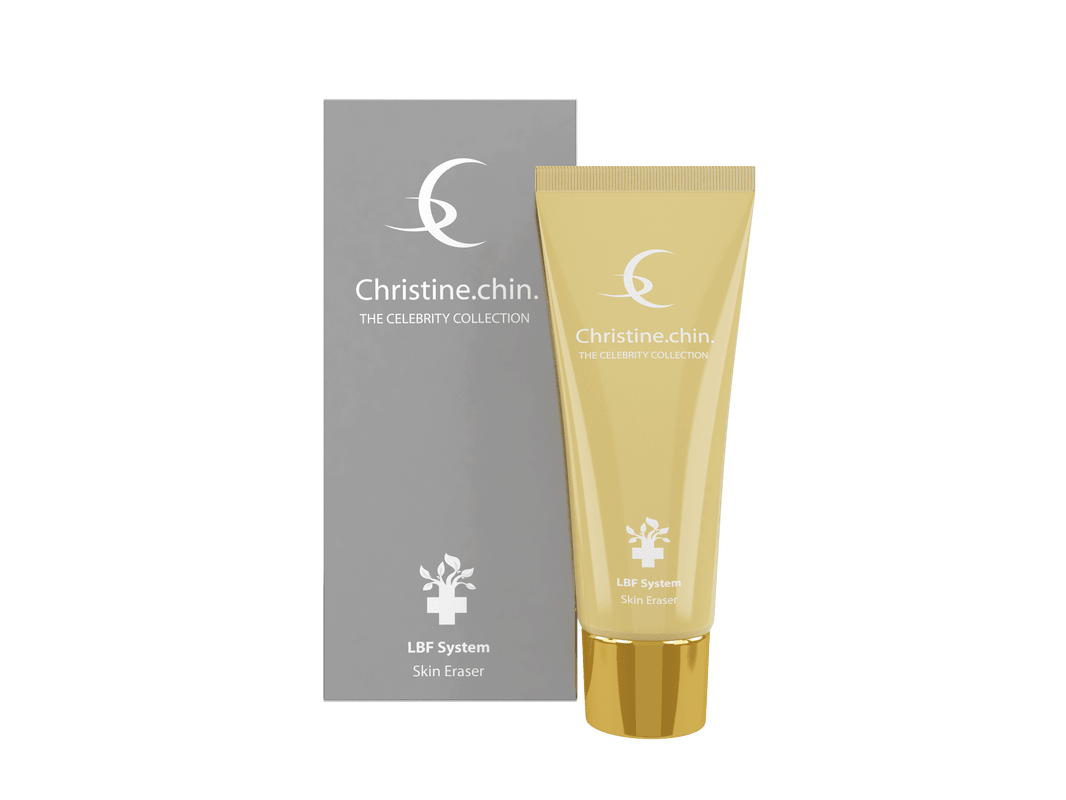 Christine.chin.
THE CELEBRITY COLLECTION
LBF System
Skin Eraser
Christine.chin.
THE CELEBRITY COLLECTION
LBF System
Skin Eraser